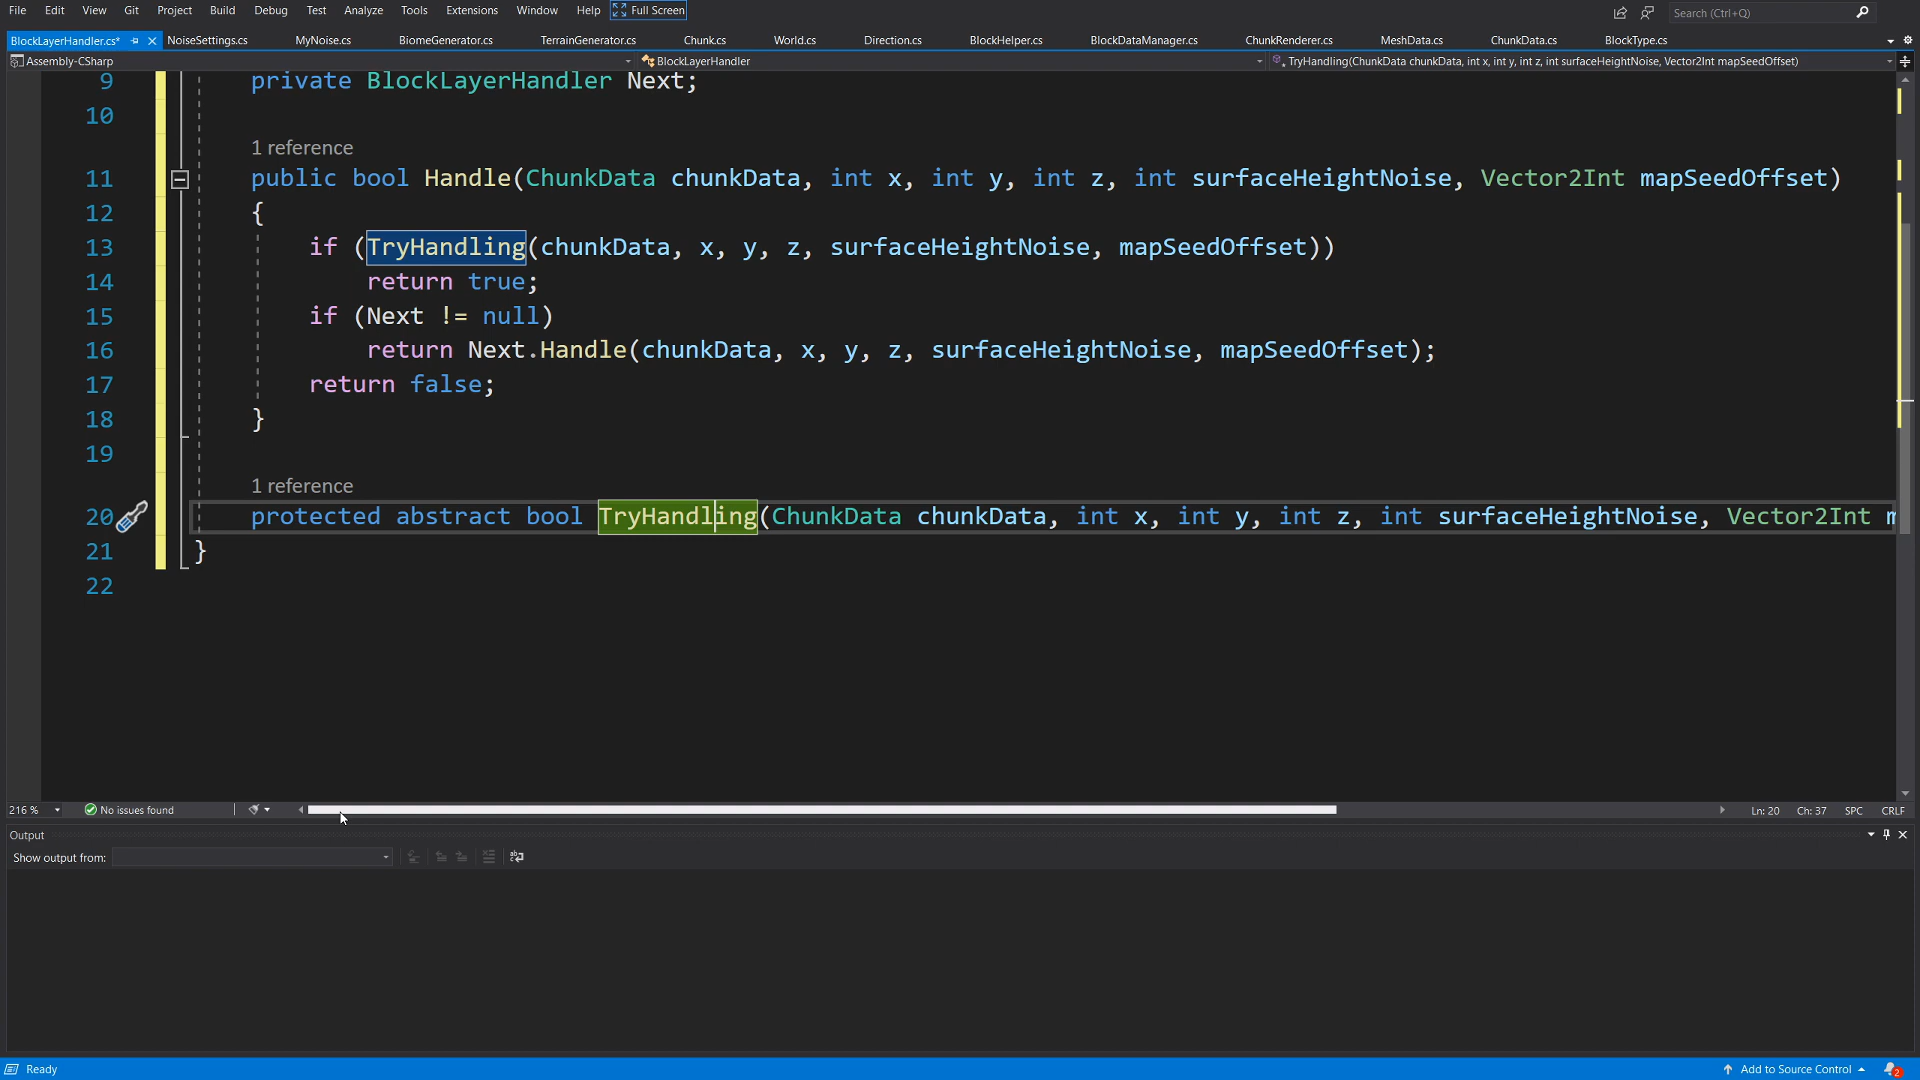 File Edit View Git Project Build Debug Test Analyze Tools Extensions Window Help Full Screen Search (Ctrl+Q)
BlockLayerHandler.cs* NoiseSettings.cs MyNoise.cs BiomeGenerator.cs TerrainGenerator.cs Chunk.cs World.cs Direction.cs BlockHelper.cs BlockDataManager.cs ChunkRenderer.cs MeshData.cs ChunkData.cs BlockType.cs
Assembly-CSharp BlockLayerHandler TryHandling(ChunkData chunkData, int x, int y, int z, int surfaceHeightNoise, Vector2Int mapSeedOffset)
9 private BlockLayerHandler Next;
10
1 reference
11 public bool Handle(ChunkData chunkData, int x, int y, int z, int surfaceHeightNoise, Vector2Int mapSeedOffset)
12 {
13 if (TryHandling(chunkData, x, y, z, surfaceHeightNoise, mapSeedOffset))
14 return true;
15 if (Next != null)
16 return Next.Handle(chunkData, x, y, z, surfaceHeightNoise, mapSeedOffset);
17 return false;
18 }
19
1 reference
20 protected abstract bool TryHandling(ChunkData chunkData, int x, int y, int z, int surfaceHeightNoise, Vector2Int
21 }
22
216 % No issues found Ln: 20 Ch: 37 SPC CRLF
Output
Show output from:
Ready Add to Source Control 2